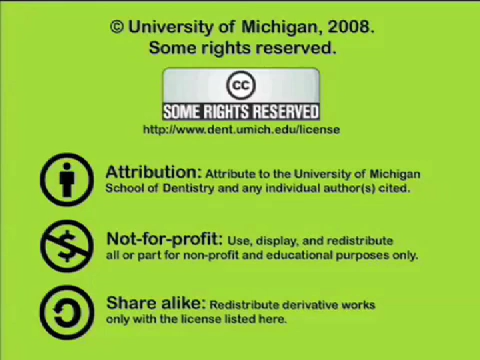 © University of Michigan, 2008.
Some rights reserved.
cc
SOME RIGHTS RESERVED
http://www.dent.umich.edu/license
Attribution: Attribute to the University of Michigan
School of Dentistry and any individual author(s) cited.
Not-for-profit: Use, display, and redistribute
all or part for non-profit and educational purposes only.
Share alike: Redistribute derivative works
only with the license listed here.